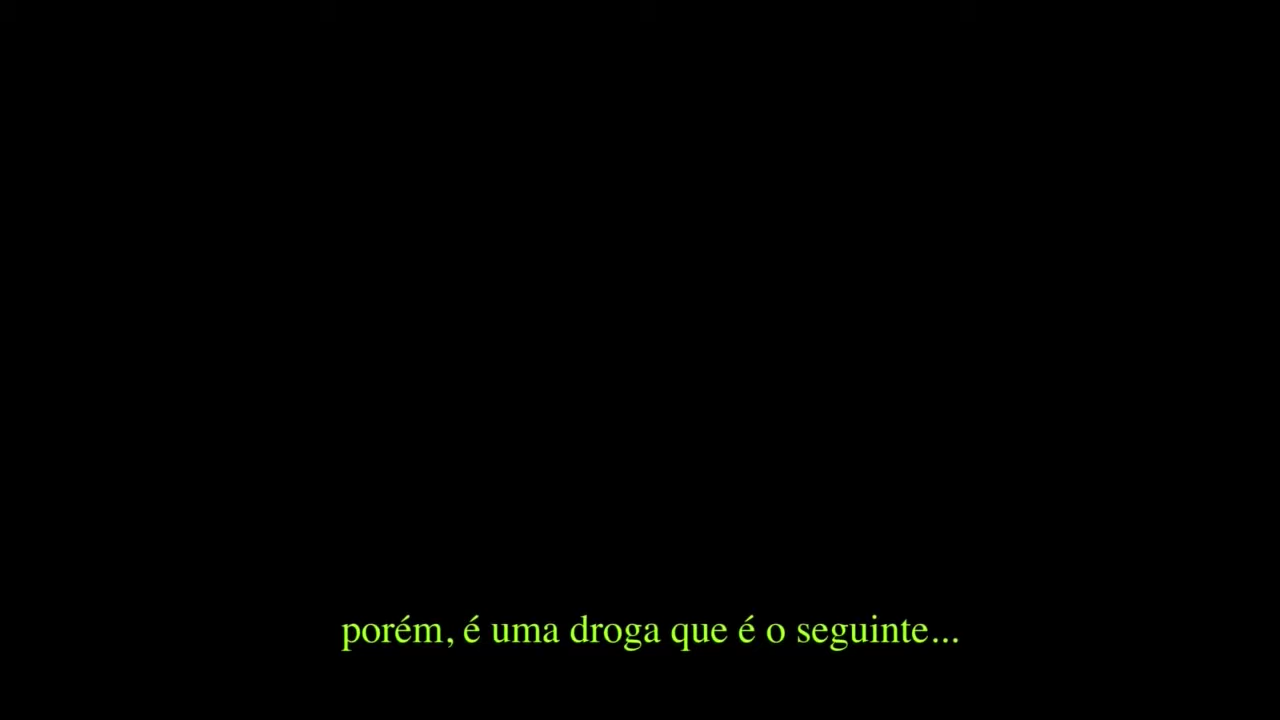 porém, é uma droga que é o seguinte...